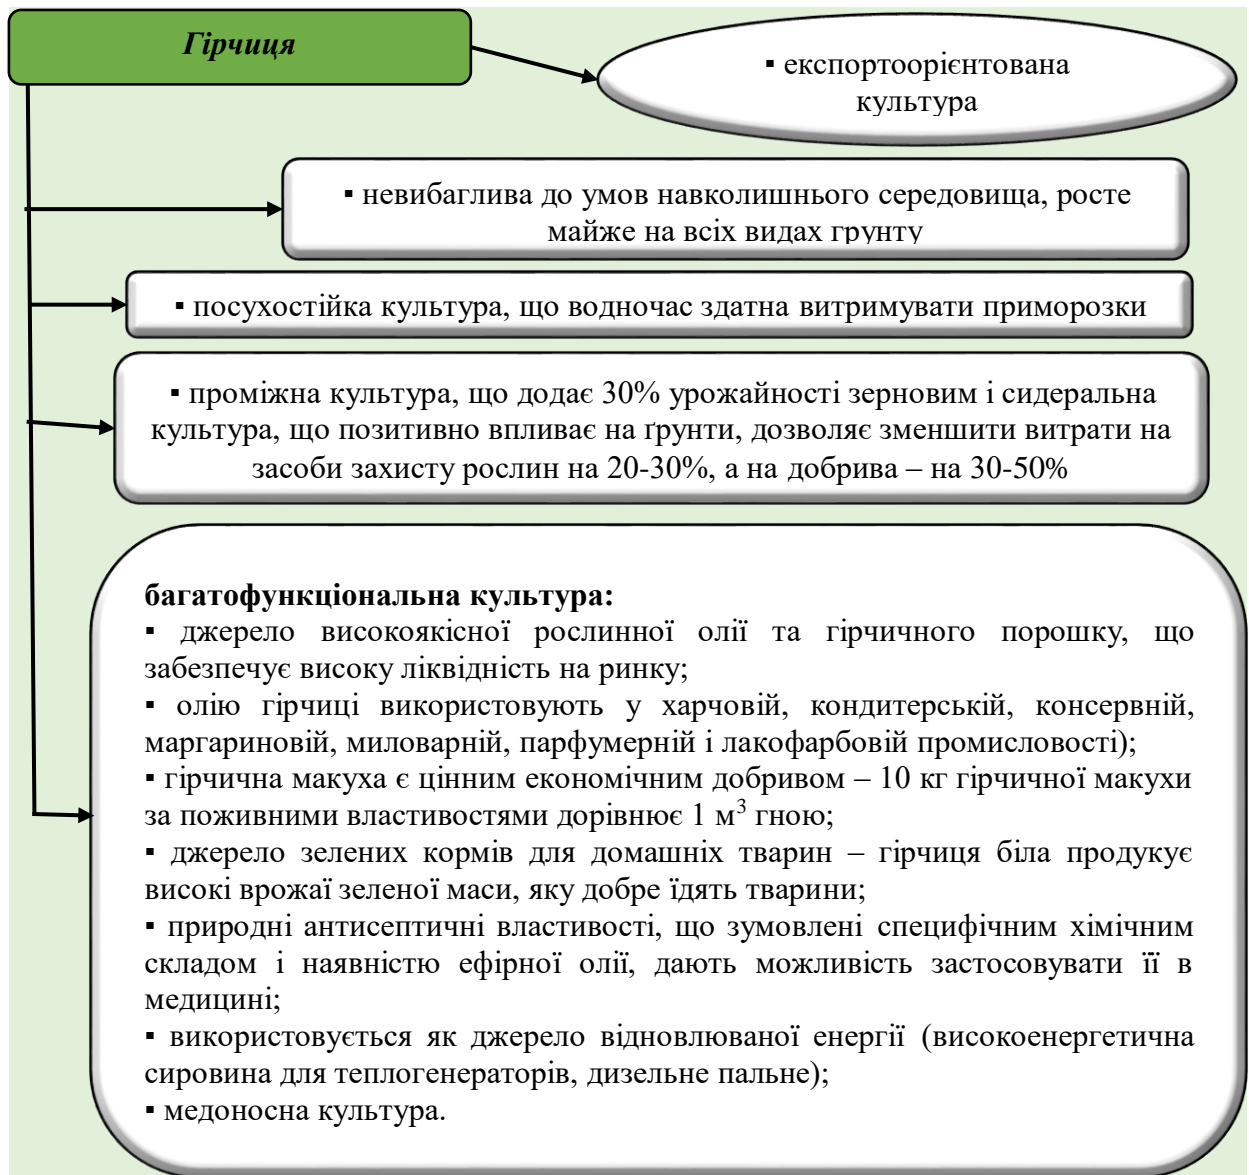 Гірчиця
▪ експортоорієнтована
культура
▪ невибаглива до умов навколишнього середовища, росте
майже на всіх видах грунту
▪ посухостійка культура, що водночас здатна витримувати приморозки
▪ проміжна культура, що додає 30% урожайності зерновим і сидеральна
культура, що позитивно впливає на ґрунти, дозволяє зменшити витрати на
засоби захисту рослин на 20-30%, а на добрива – на 30-50%
багатофункціональна культура:
▪ джерело високоякісної рослинної олії та гірчичного порошку, що
забезпечує високу ліквідність на ринку;
▪ олію гірчиці використовують у харчовій, кондитерській, консервній,
маргариновій, миловарній, парфумерній і лакофарбовій промисловості);
▪ гірчична макуха є цінним економічним добривом – 10 кг гірчичної макухи
за поживними властивостями дорівнює 1 м³ гною;
▪ джерело зелених кормів для домашніх тварин – гірчиця біла продукує
високі врожаї зеленої маси, яку добре їдять тварини;
▪ природні антисептичні властивості, що зумовлені специфічним хімічним
складом і наявністю ефірної олії, дають можливість застосовувати її в
медицині;
▪ використовується як джерело відновлюваної енергії (високоенергетична
сировина для теплогенераторів, дизельне пальне);
▪ медоносна культура.